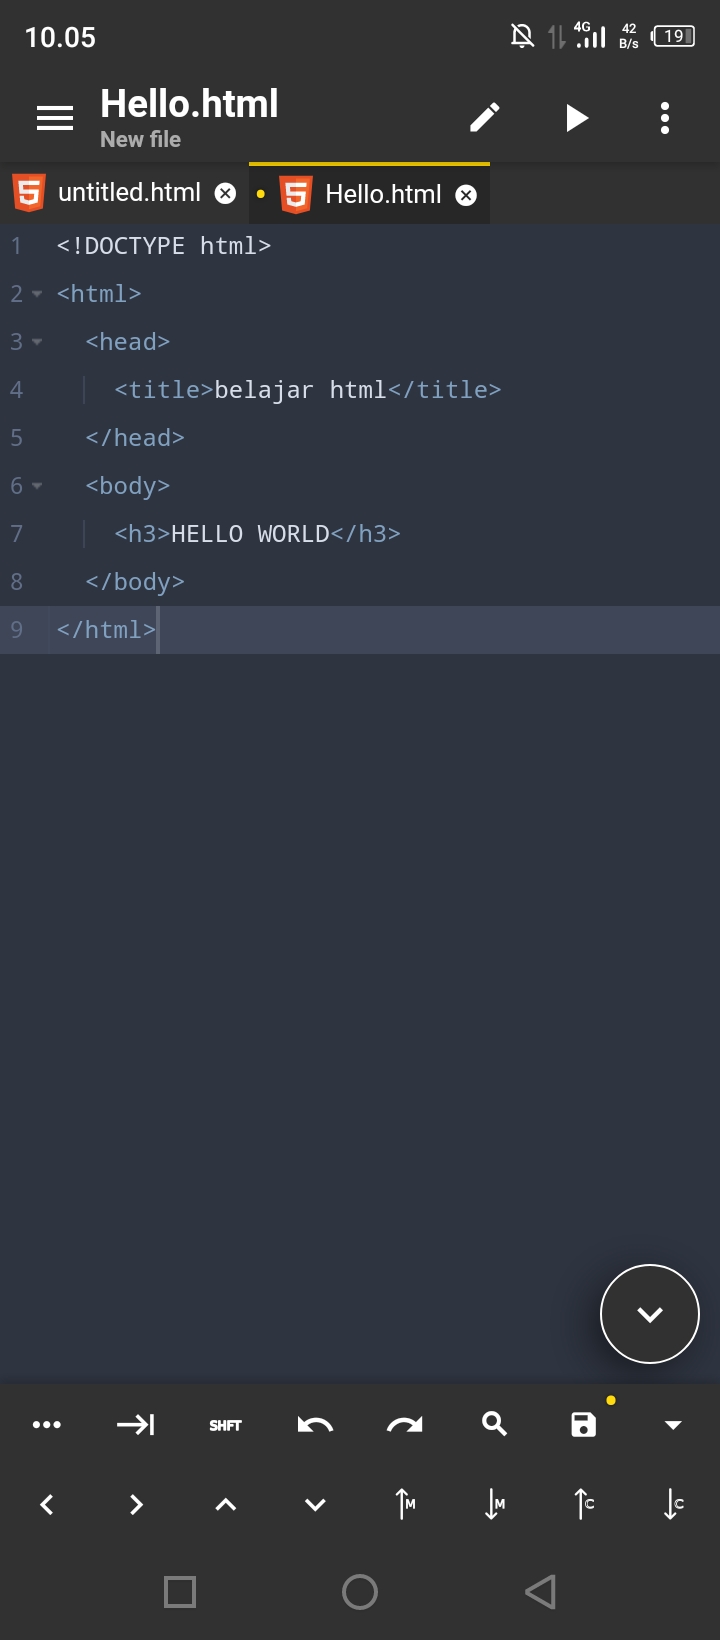 10.05 4G 42 B/s 19
Hello.html
New file
untitled.html Hello.html
1 <!DOCTYPE html>
2 <html>
3 <head>
4 <title>belajar html</title>
5 </head>
6 <body>
7 <h3>HELLO WORLD</h3>
8 </body>
9 </html>
SHFT
M M C C